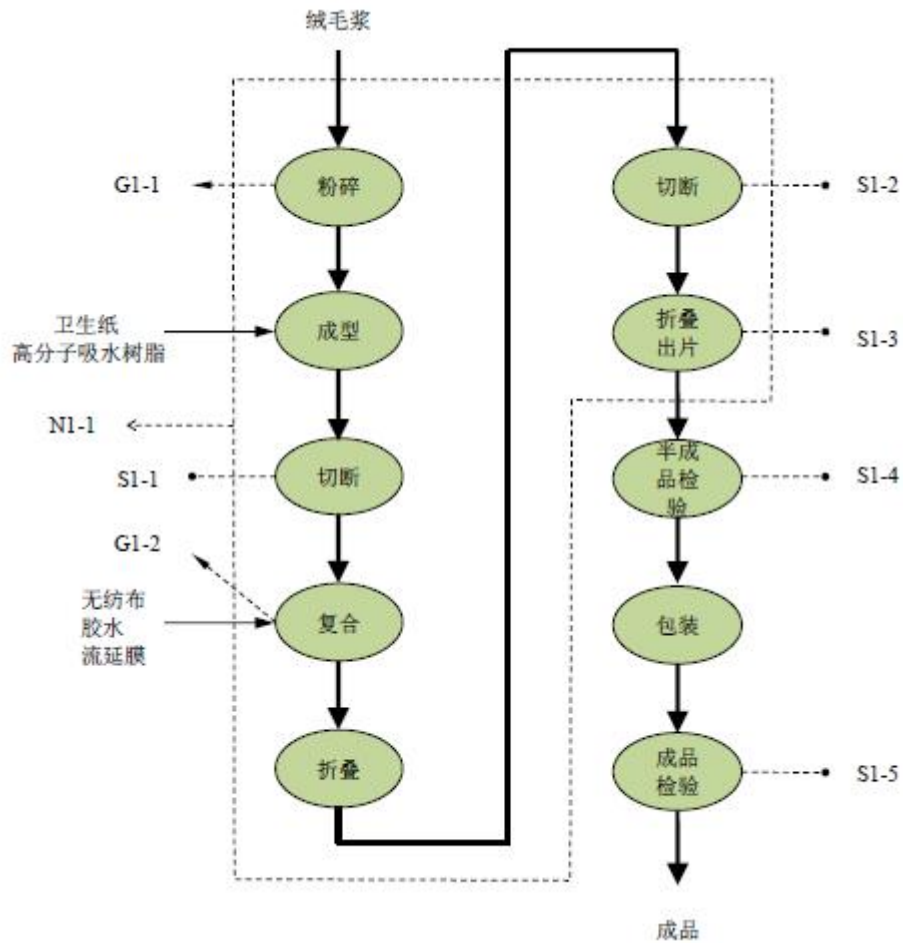 绒毛浆
G1-1
粉碎
卫生纸
高分子吸水树脂
成型
N1-1
S1-1
切断
G1-2
无纺布
胶水
流延膜
复合
折叠
切断
S1-2
折叠
出片
S1-3
半成
品检
验
S1-4
包装
成品
检验
S1-5
成品